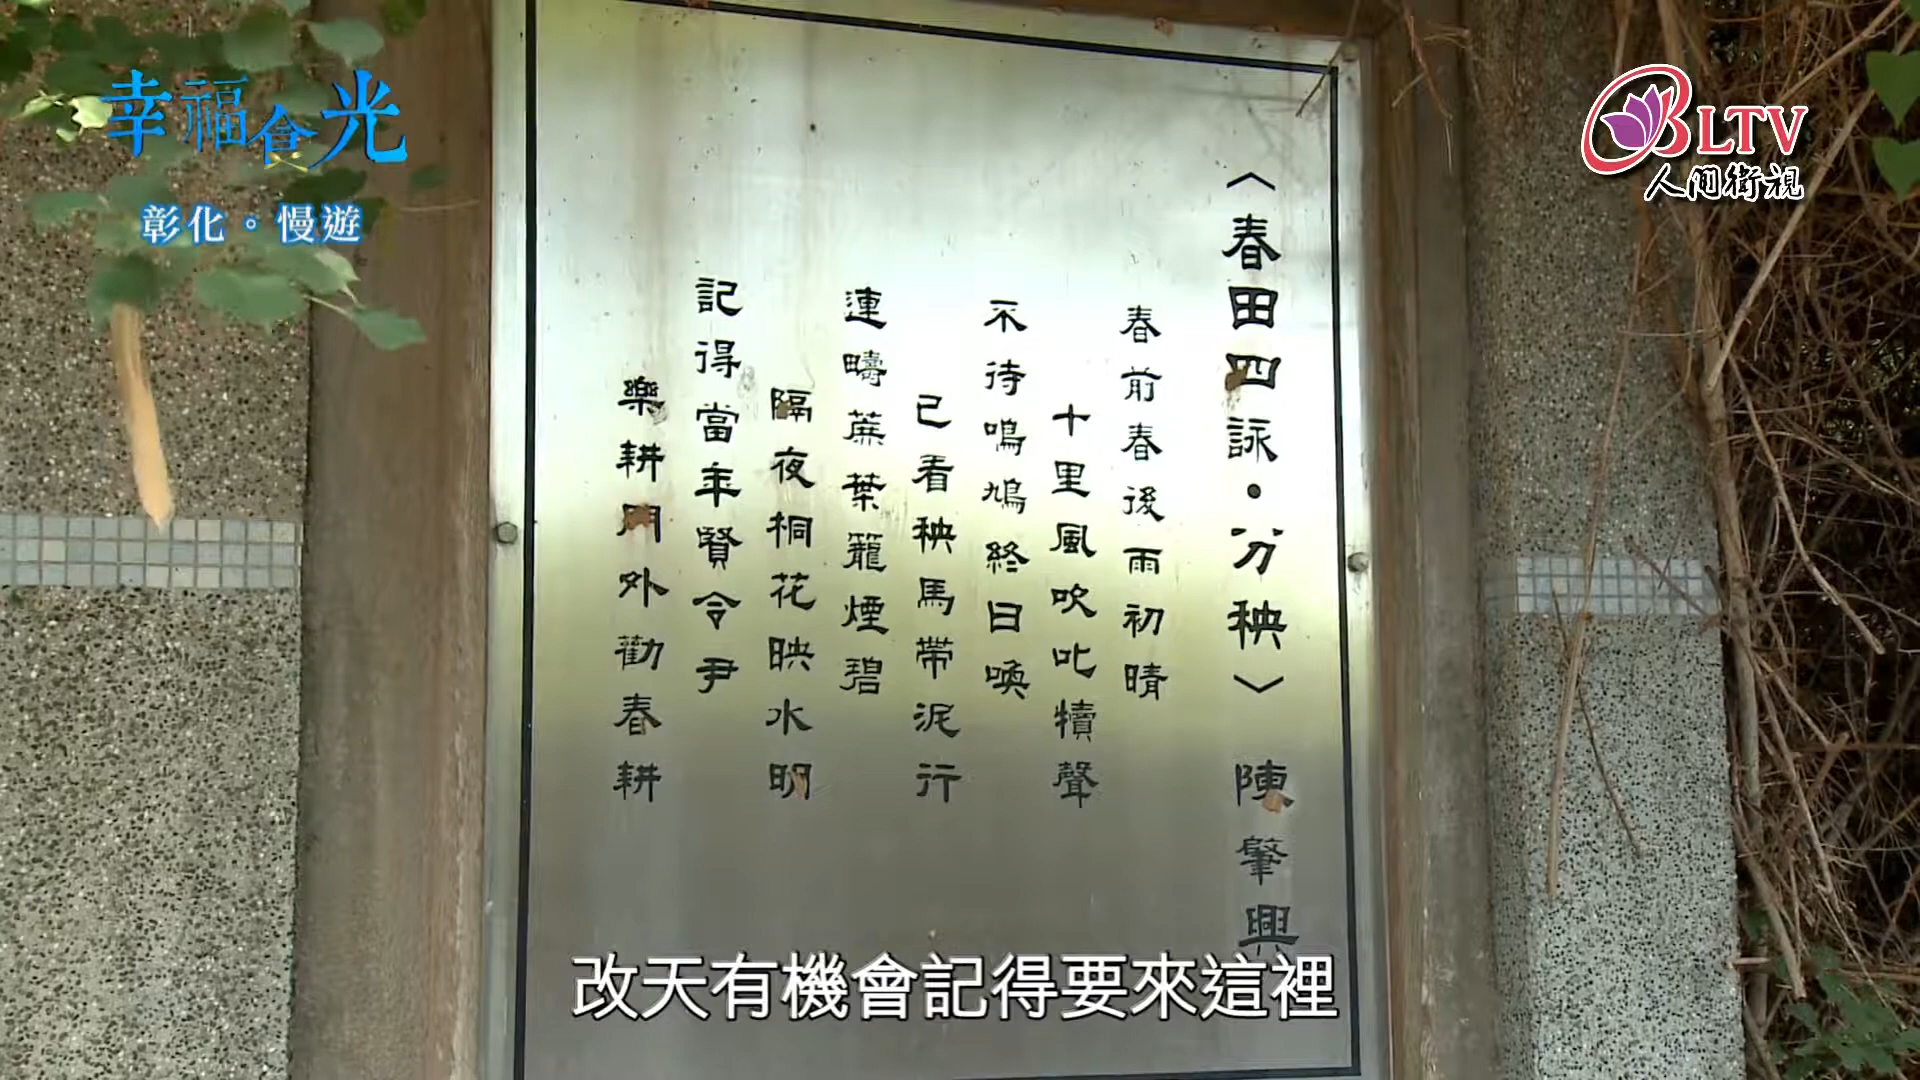 幸福會光
彰化。慢遊
BLTV
人間衛視
〈春田四詠・分秧〉 陳肇興
春前春後雨初晴
十里風吹叱犢聲
不待鳴鳩終日喚
已看秧馬帶泥行
連疇蔗葉籠煙碧
隔夜桐花映水明
記得當年賢令尹
樂耕門外勸春耕
改天有機會記得要來這裡